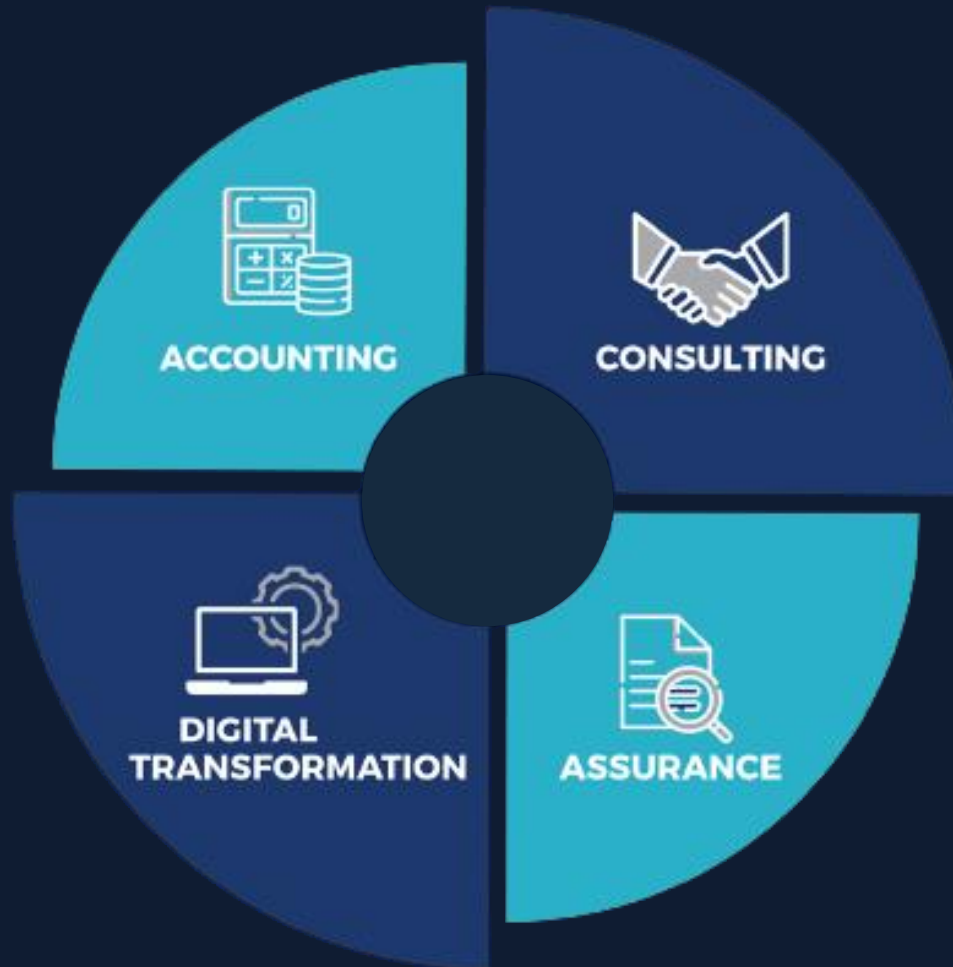 ACCOUNTING
CONSULTING
DIGITAL
TRANSFORMATION
ASSURANCE